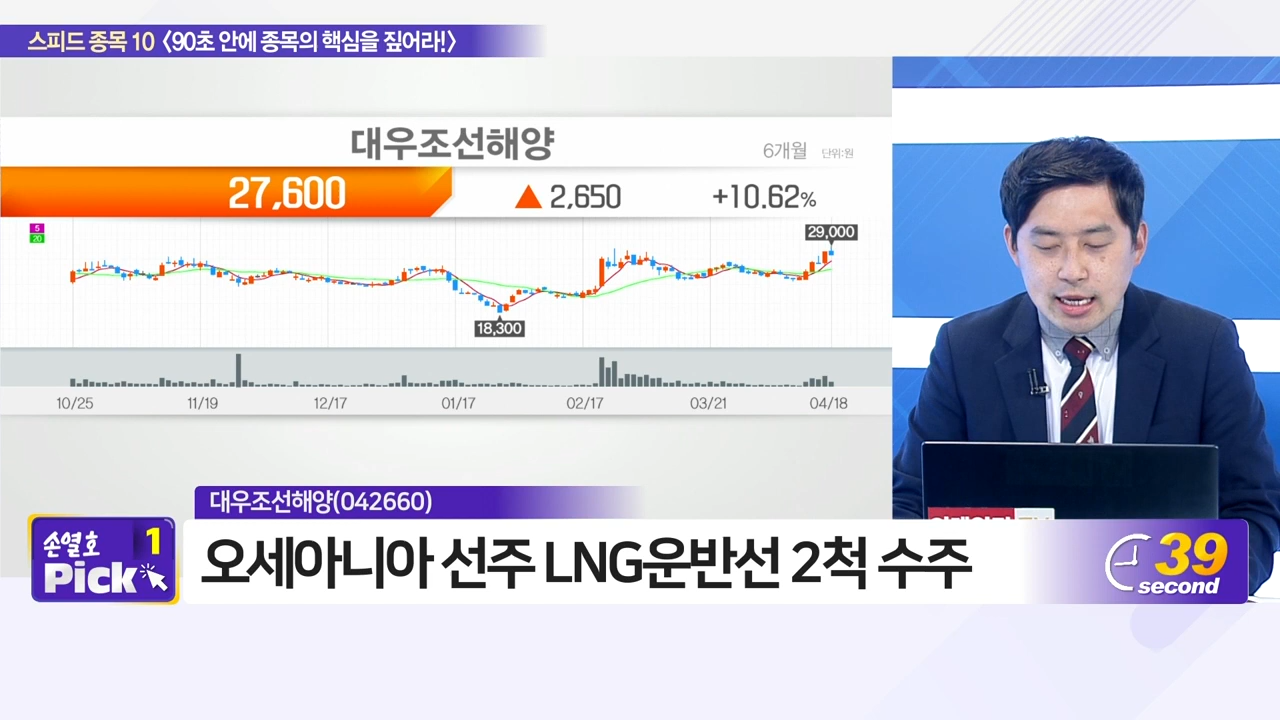 스피드 종목 10 <90초 안에 종목의 핵심을 짚어라!>
대우조선해양
6개월 단위:원
27,600 ▲ 2,650 +10.62%
5
20
29,000
18,300
10/25 11/19 12/17 01/17 02/17 03/21 04/18
대우조선해양(042660)
손열호 1
Pick
오세아니아 선주 LNG운반선 2척 수주
39
second